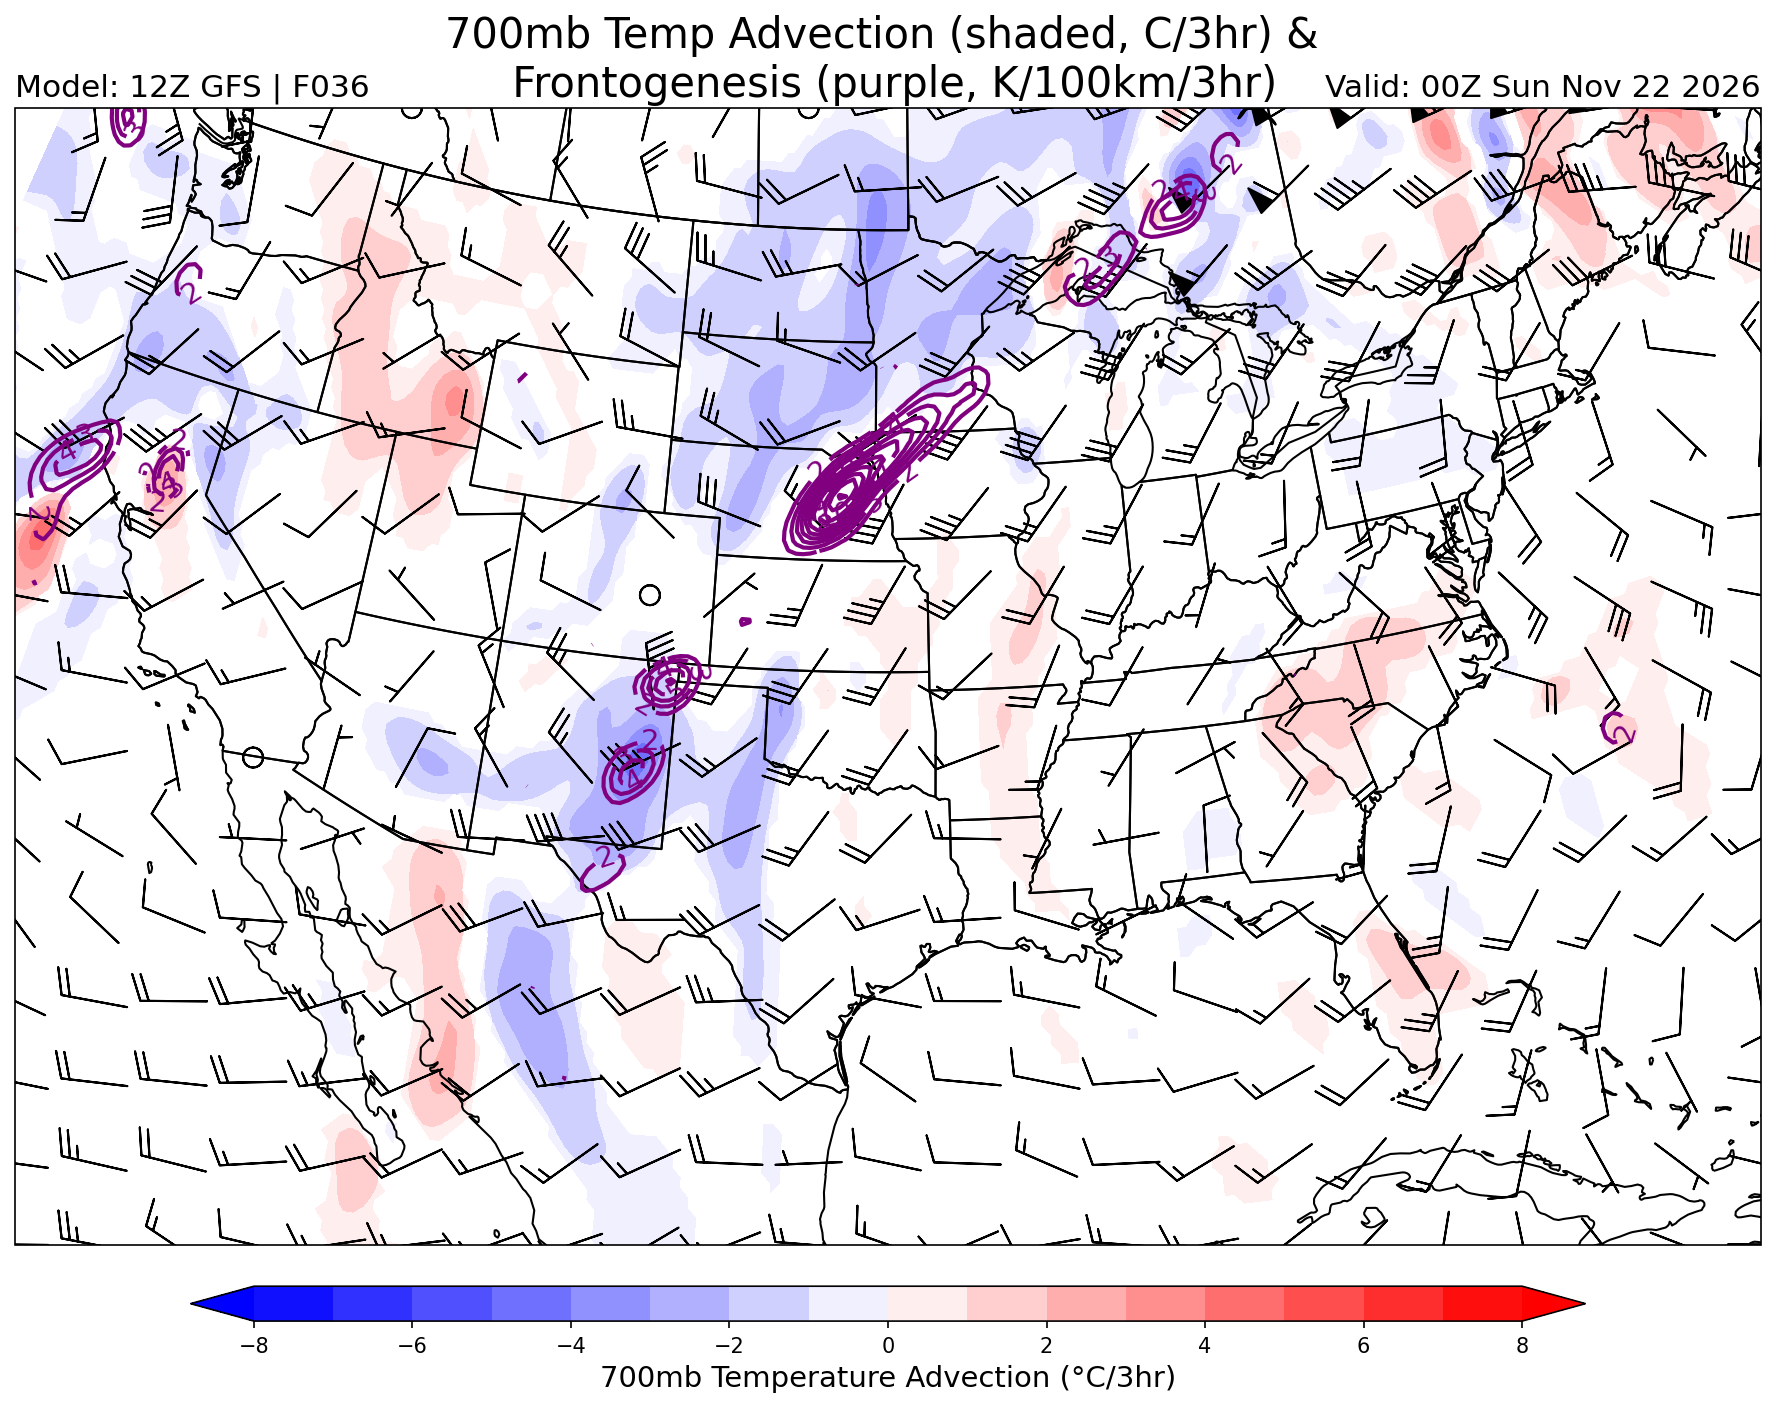 700mb Temp Advection (shaded, C/3hr) &
Model: 12Z GFS | F036
Frontogenesis (purple, K/100km/3hr)
Valid: 00Z Sun Nov 22 2026
−8 −6 −4 −2 0 2 4 6 8
700mb Temperature Advection (°C/3hr)